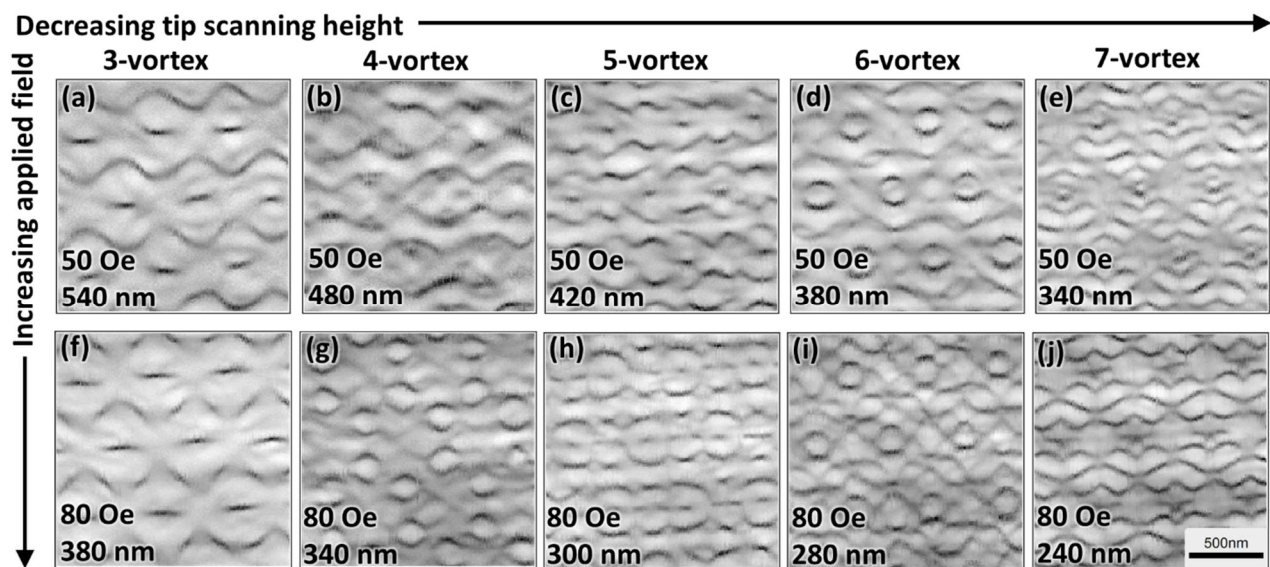 Decreasing tip scanning height
Increasing applied field
3-vortex
4-vortex
5-vortex
6-vortex
7-vortex
(a)
50 Oe
540 nm
(b)
50 Oe
480 nm
(c)
50 Oe
420 nm
(d)
50 Oe
380 nm
(e)
50 Oe
340 nm
(f)
80 Oe
380 nm
(g)
80 Oe
340 nm
(h)
80 Oe
300 nm
(i)
80 Oe
280 nm
(j)
80 Oe
240 nm
500nm